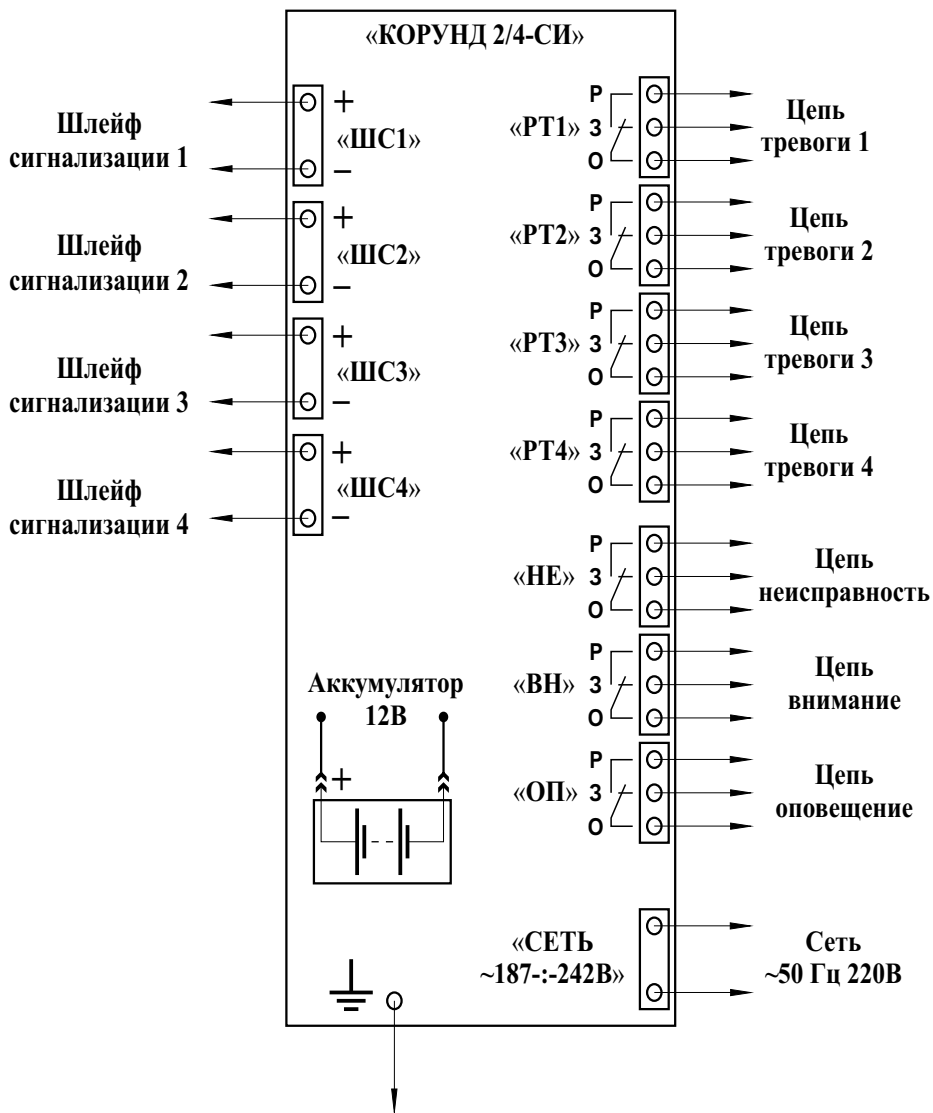 «КОРУНД 2/4-СИ»
Шлейф
сигнализации 1
+
«ШС1»
–
Шлейф
сигнализации 2
+
«ШС2»
–
Шлейф
сигнализации 3
+
«ШС3»
–
Шлейф
сигнализации 4
+
«ШС4»
–
Р
«РТ1» З
О
Цепь
тревоги 1
Р
«РТ2» З
О
Цепь
тревоги 2
Р
«РТ3» З
О
Цепь
тревоги 3
Р
«РТ4» З
О
Цепь
тревоги 4
Р
«НЕ» З
О
Цепь
неисправность
Р
«ВН» З
О
Цепь
внимание
Р
«ОП» З
О
Цепь
оповещение
Аккумулятор
12В
+
«СЕТЬ
~187-:-242В»
Сеть
~50 Гц 220В